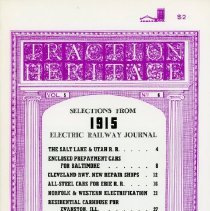 $2
TRACTION
HERITAGE
VOL. 5 No. 6
SELECTIONS FROM
1915
ELECTRIC RAILWAY JOURNAL
THE SALT LAKE & UTAH R. R. . . . . 4
ENCLOSED PREPAYMENT CARS
FOR BALTIMORE . . . . . . . 8
CLEVELAND RWY. NEW REPAIR SHOPS . . 12
ALL-STEEL CARS FOR ERIE R. R. . . . 16
NORFOLK & WESTERN ELECTRIFICATION 23
RESIDENTIAL CARHOUSE FOR
EVANSTON, ILL. . . . . . . 27